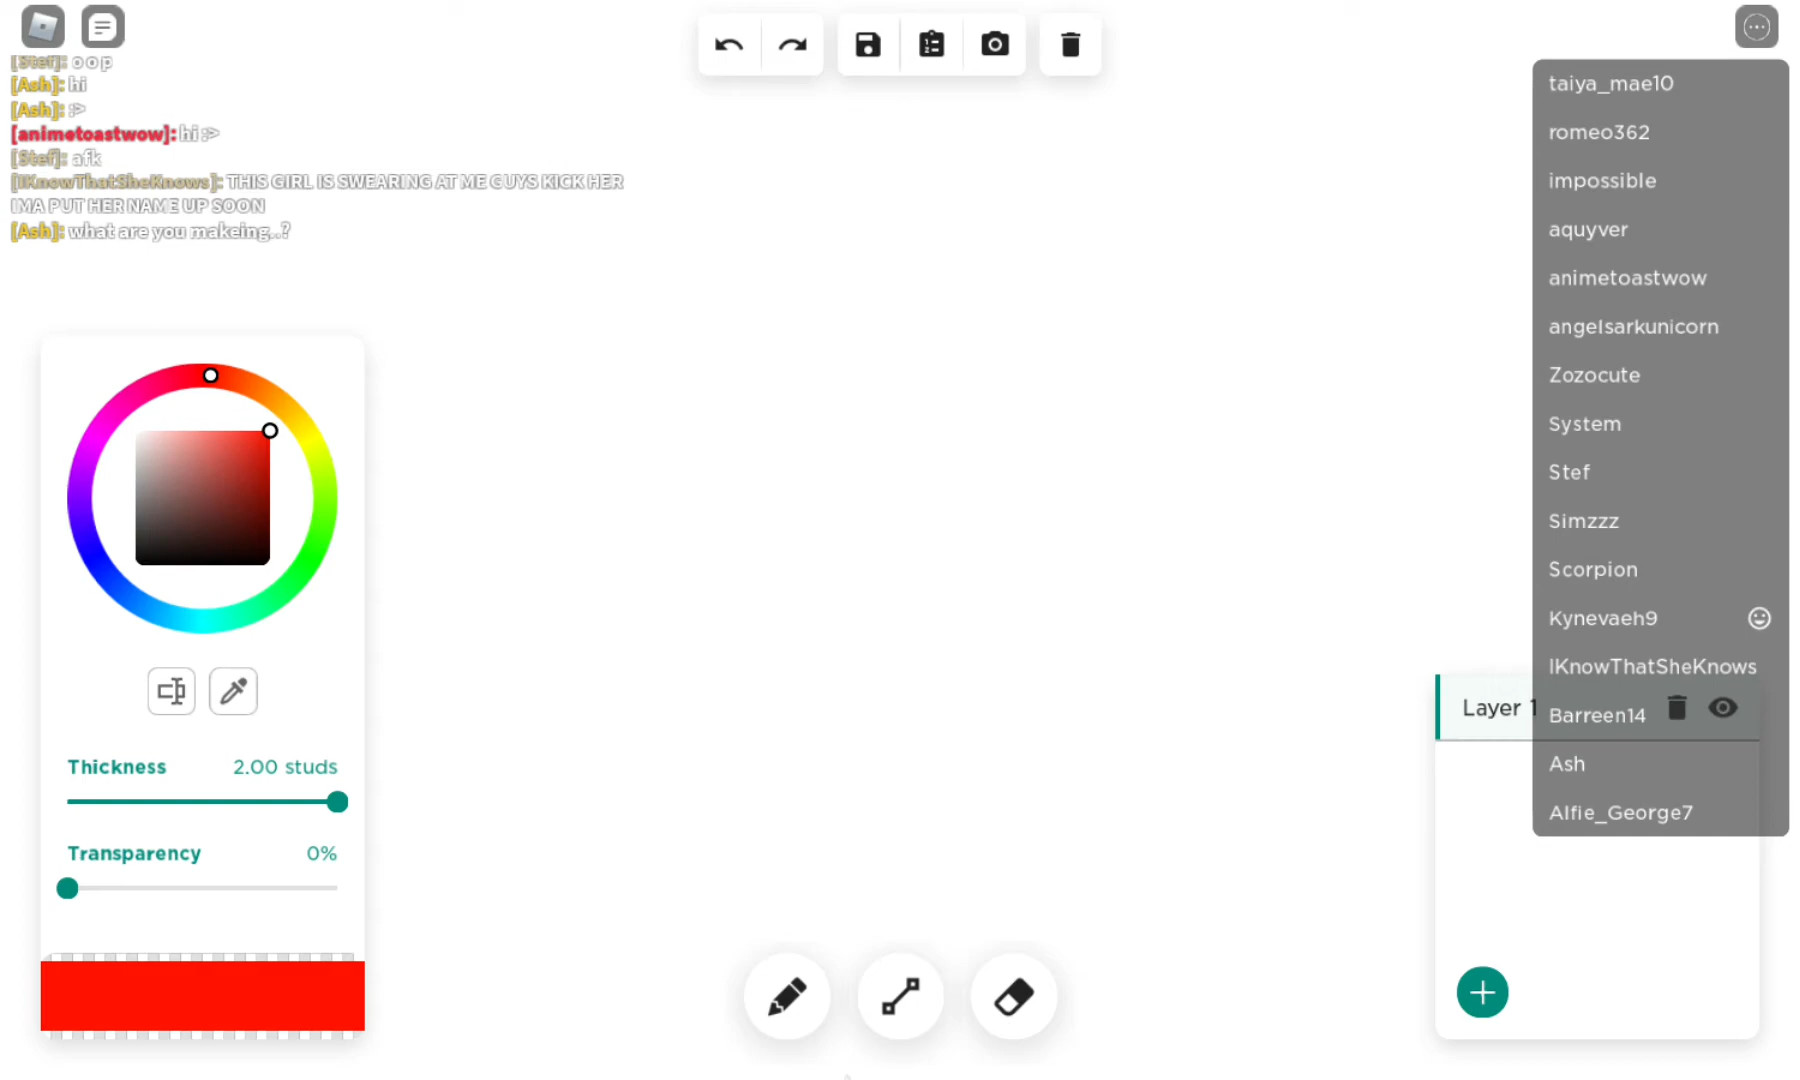 [Stef]: o o p
[Ash]: hi
[Ash]: :>
[animetoastwow]: hi :>
[Stef]: afk
[IKnowThatSheKnows]: THIS GIRL IS SWEARING AT ME GUYS KICK HER
IMA PUT HER NAME UP SOON
[Ash]: what are you makeing..?
Thickness 2.00 studs
Transparency 0%
taiya_mae10
romeo362
impossible
aquyver
animetoastwow
angelsarkunicorn
Zozocute
System
Stef
Simzzz
Scorpion
Kynevaeh9
IKnowThatSheKnows
Layer 1
Barreen14
Ash
Alfie_George7